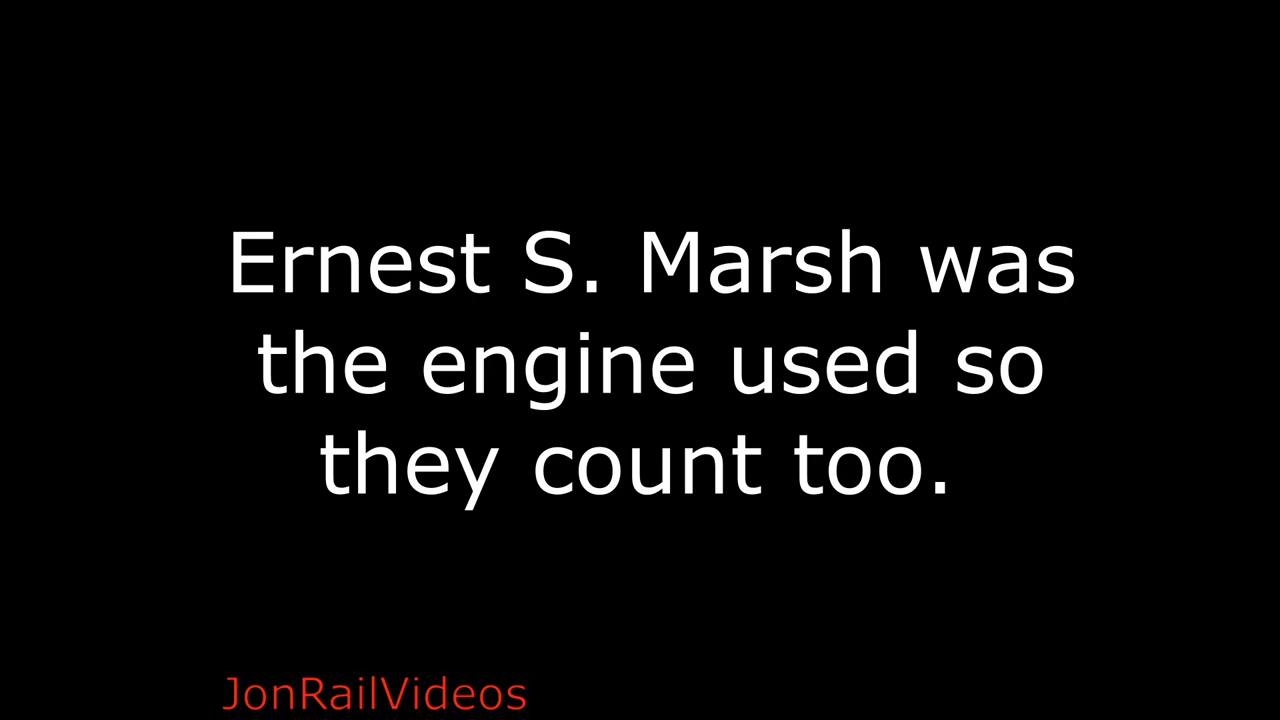 Ernest S. Marsh was
the engine used so
they count too.
JonRailVideos